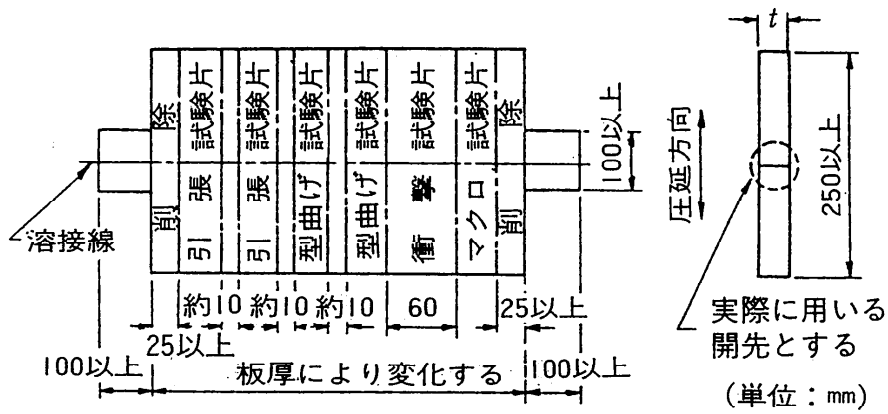 除削
引張試験片
引張試験片
型曲げ試験片
型曲げ試験片
衝撃試験片
マクロ試験片
除削
溶接線
100以上
約10
約10
約10
60
25以上
25以上
100以上
板厚により変化する
100以上
t
圧延方向
250以上
実際に用いる
開先とする
(単位:mm)